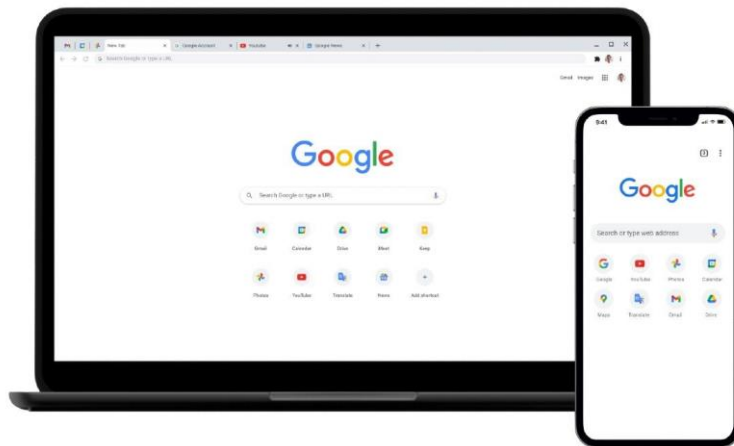 New Tab
Google Account
YouTube
Google News
Search Google or type a URL
Gmail Images
Google
Search Google or type a URL
Gmail
Calendar
Drive
Meet
Keep
Photos
YouTube
Translate
News
Add shortcut
9:41
Google
Search or type web address
Google
YouTube
Photos
Calendar
Maps
Translate
Gmail
Drive